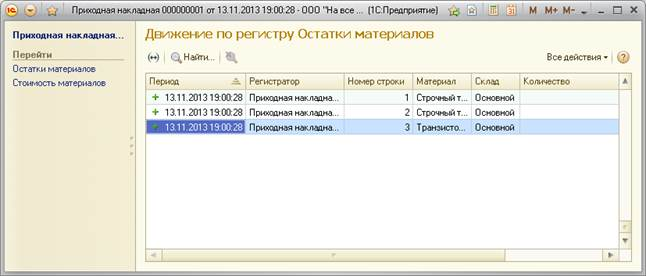 Приходная накладная 000000001 от 13.11.2013 19:00:28 - ООО "На все ... (1С:Предприятие) M M+ M-
Приходная накладная...
Перейти
Остатки материалов
Стоимость материалов
Движение по регистру Остатки материалов
Найти... Все действия
Период Регистратор Номер строки Материал Склад Количество
13.11.2013 19:00:28 Приходная накладна... 1 Строчный т... Основной
13.11.2013 19:00:28 Приходная накладна... 2 Строчный т... Основной
13.11.2013 19:00:28 Приходная накладна... 3 Транзисто... Основной